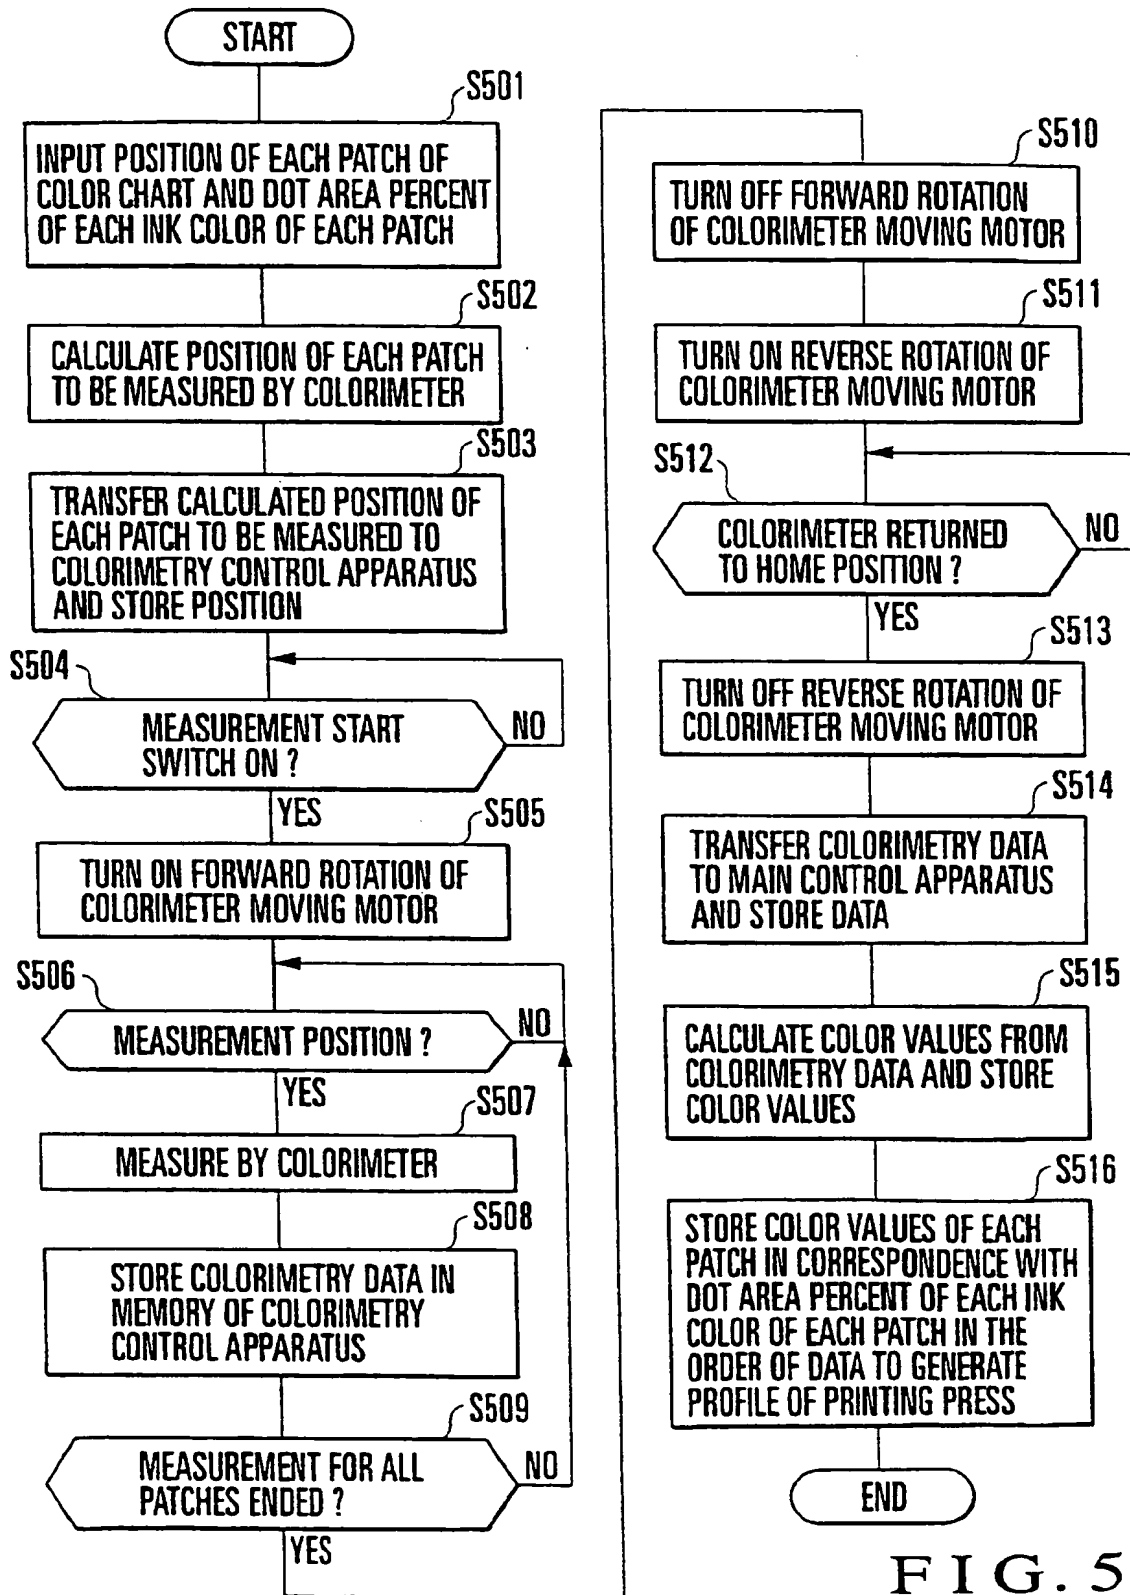 START
S501
INPUT POSITION OF EACH PATCH OF
COLOR CHART AND DOT AREA PERCENT
OF EACH INK COLOR OF EACH PATCH
S502
CALCULATE POSITION OF EACH PATCH
TO BE MEASURED BY COLORIMETER
S503
TRANSFER CALCULATED POSITION OF
EACH PATCH TO BE MEASURED TO
COLORIMETRY CONTROL APPARATUS
AND STORE POSITION
S504
MEASUREMENT START
SWITCH ON ?
NO
YES
S505
TURN ON FORWARD ROTATION OF
COLORIMETER MOVING MOTOR
S506
MEASUREMENT POSITION ?
NO
YES
S507
MEASURE BY COLORIMETER
S508
STORE COLORIMETRY DATA IN
MEMORY OF COLORIMETRY
CONTROL APPARATUS
S509
MEASUREMENT FOR ALL
PATCHES ENDED ?
NO
YES
S510
TURN OFF FORWARD ROTATION
OF COLORIMETER MOVING MOTOR
S511
TURN ON REVERSE ROTATION OF
COLORIMETER MOVING MOTOR
S512
COLORIMETER RETURNED
TO HOME POSITION ?
NO
YES
S513
TURN OFF REVERSE ROTATION OF
COLORIMETER MOVING MOTOR
S514
TRANSFER COLORIMETRY DATA
TO MAIN CONTROL APPARATUS
AND STORE DATA
S515
CALCULATE COLOR VALUES FROM
COLORIMETRY DATA AND STORE
COLOR VALUES
S516
STORE COLOR VALUES OF EACH
PATCH IN CORRESPONDENCE WITH
DOT AREA PERCENT OF EACH INK
COLOR OF EACH PATCH IN THE
ORDER OF DATA TO GENERATE
PROFILE OF PRINTING PRESS
END
FIG. 5